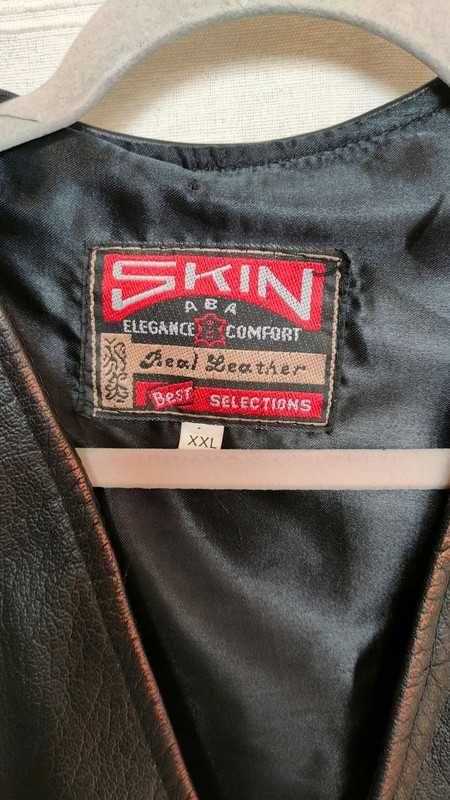 SKIN
ABA
ELEGANCE COMFORT
Real Leather
Best SELECTIONS
XXL